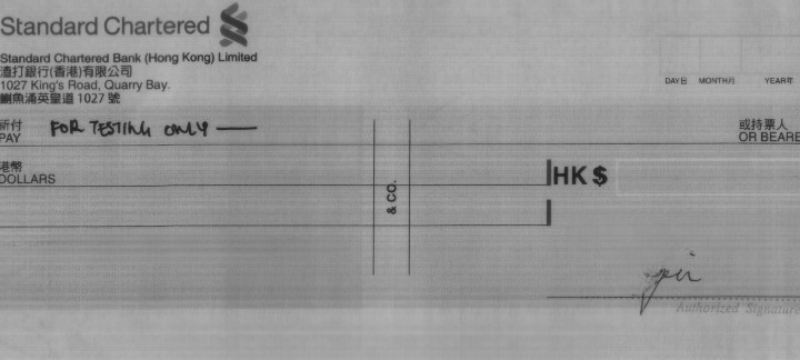 Standard Chartered
Standard Chartered Bank (Hong Kong) Limited
渣打銀行(香港)有限公司
1027 King's Road, Quarry Bay.
鰂魚涌英皇道 1027 號
DAY日 MONTH月 YEAR年
祈付 FOR TESTING ONLY 或持票人
PAY OR BEARE
港幣
DOLLARS
& CO.
HK $
Authorized Signature